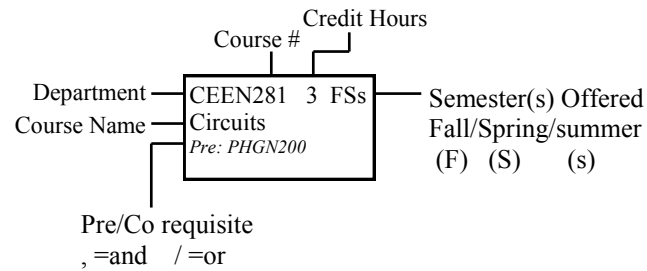 Credit Hours
Course #
Department
CEEN281 3 FSs
Semester(s) Offered
Course Name
Circuits
Fall/Spring/summer
Pre: PHGN200
(F) (S) (s)
Pre/Co requisite
, =and / =or